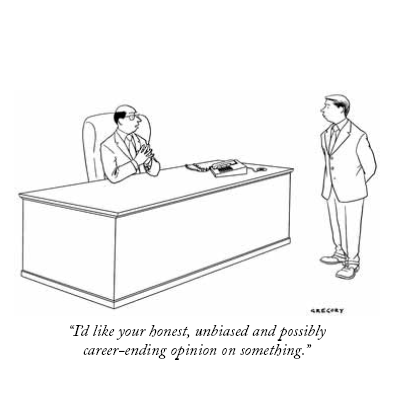 GREGORY
“I'd like your honest, unbiased and possibly
career-ending opinion on something.”